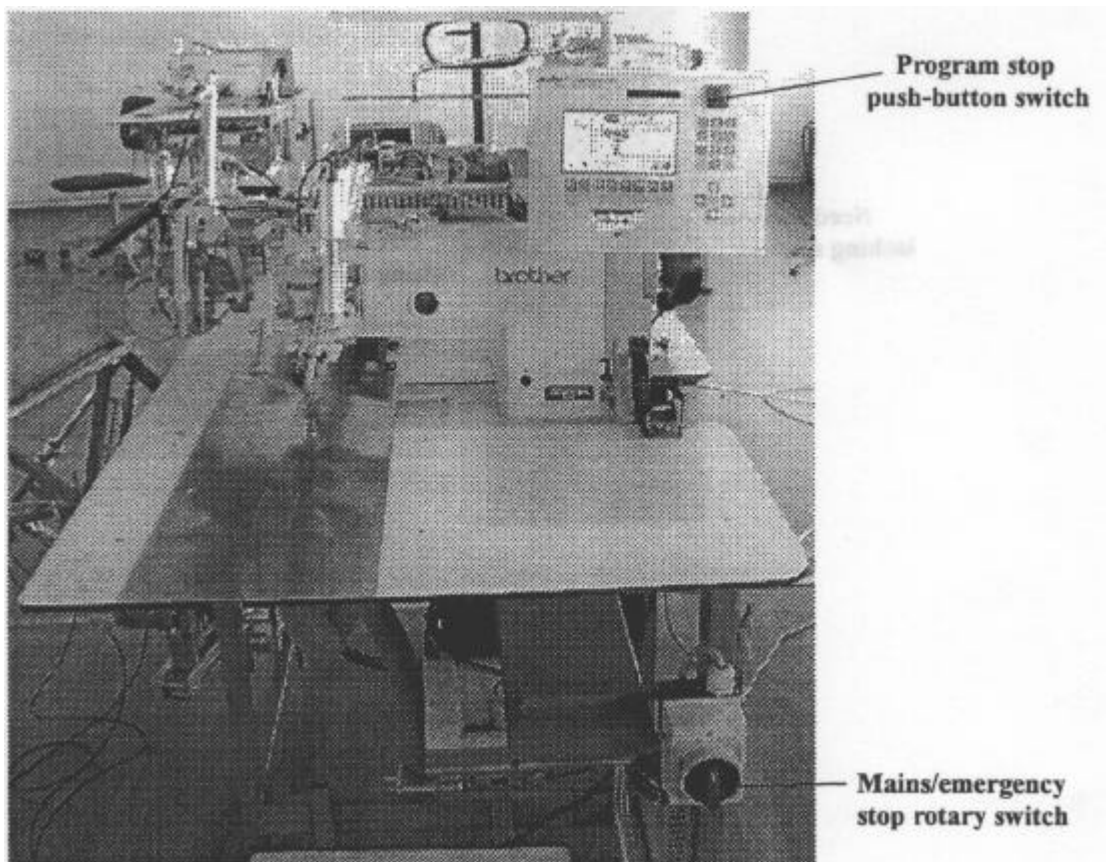 Program stop
push-button switch
brother
Mains/emergency
stop rotary switch